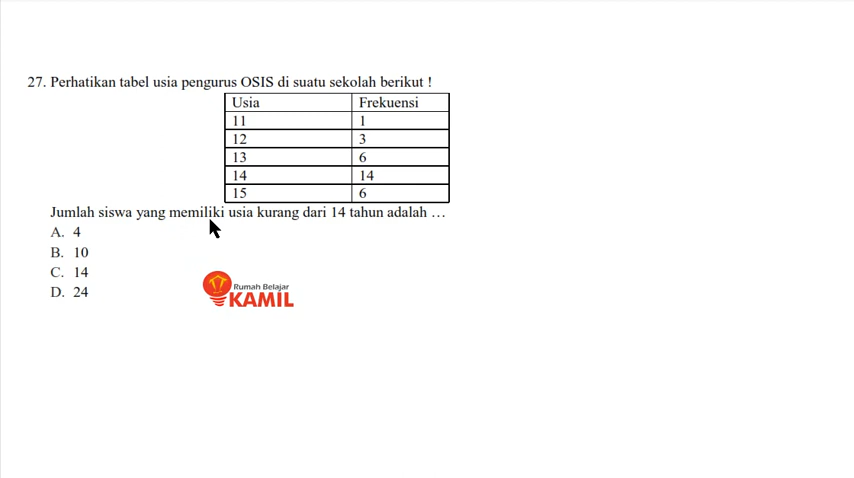 27. Perhatikan tabel usia pengurus OSIS di suatu sekolah berikut !
Usia Frekuensi
11 1
12 3
13 6
14 14
15 6
Jumlah siswa yang memiliki usia kurang dari 14 tahun adalah …
A. 4
B. 10
C. 14
D. 24
Rumah Belajar
KAMIL